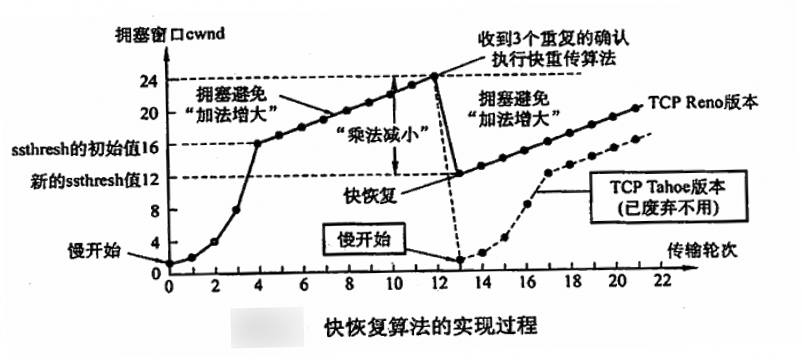 拥塞窗口cwnd
收到3个重复的确认
执行快重传算法
24
拥塞避免
“加法增大”
拥塞避免
“加法增大”
TCP Reno版本
20
“乘法减小”
ssthresh的初始值16
新的ssthresh值12
快恢复
TCP Tahoe版本
(已废弃不用)
8
慢开始
4
慢开始
传输轮次
0
0 2 4 6 8 10 12 14 16 18 20 22
快恢复算法的实现过程